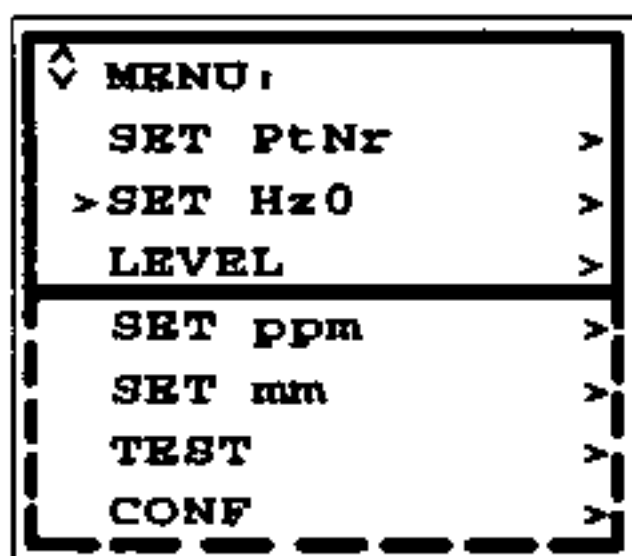 MENU:
SET PtNr >
>SET Hz0 >
LEVEL >
SET ppm >
SET mm >
TEST >
CONF >